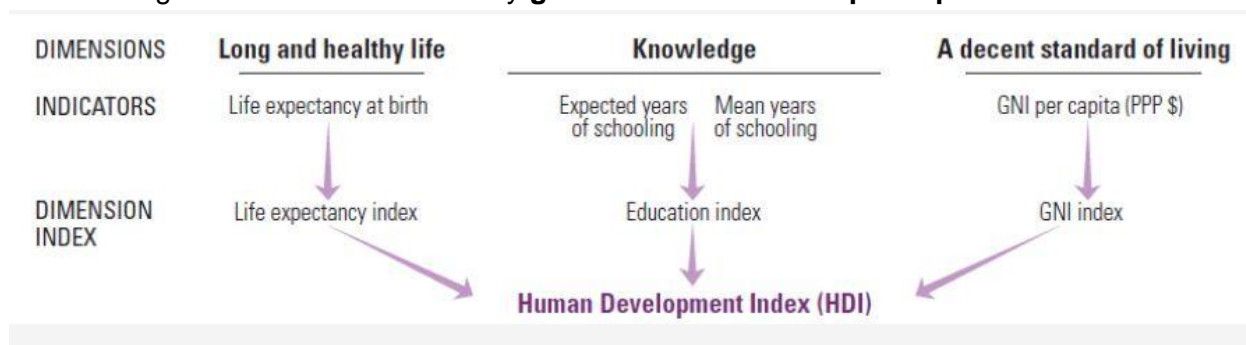 DIMENSIONS Long and healthy life Knowledge A decent standard of living
INDICATORS Life expectancy at birth Expected years of schooling Mean years of schooling GNI per capita (PPP $)
DIMENSION INDEX Life expectancy index Education index GNI index
Human Development Index (HDI)